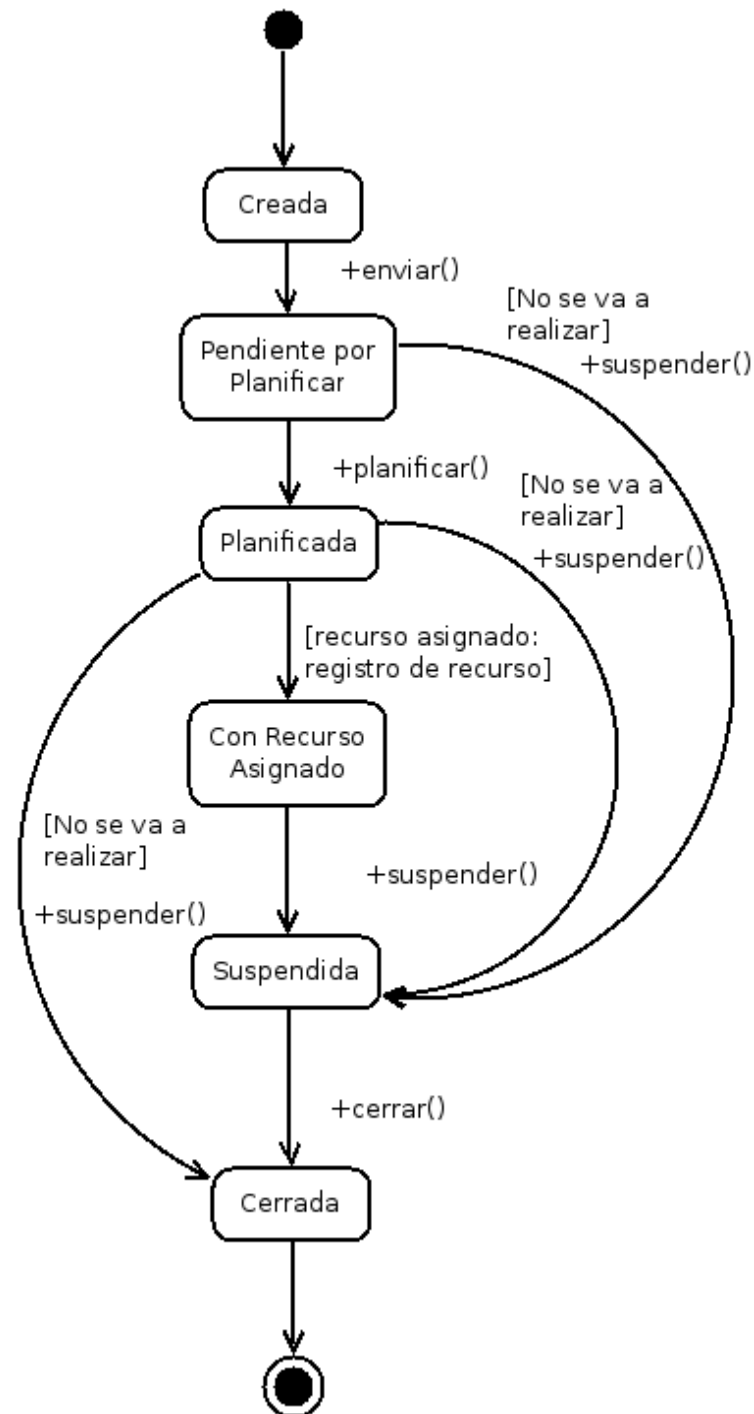 Creada
+enviar()
[No se va a
realizar]
+suspender()
Pendiente por
Planificar
+planificar()
[No se va a
realizar]
+suspender()
Planificada
[recurso asignado:
registro de recurso]
Con Recurso
Asignado
[No se va a
realizar]
+suspender()
+suspender()
Suspendida
+cerrar()
Cerrada